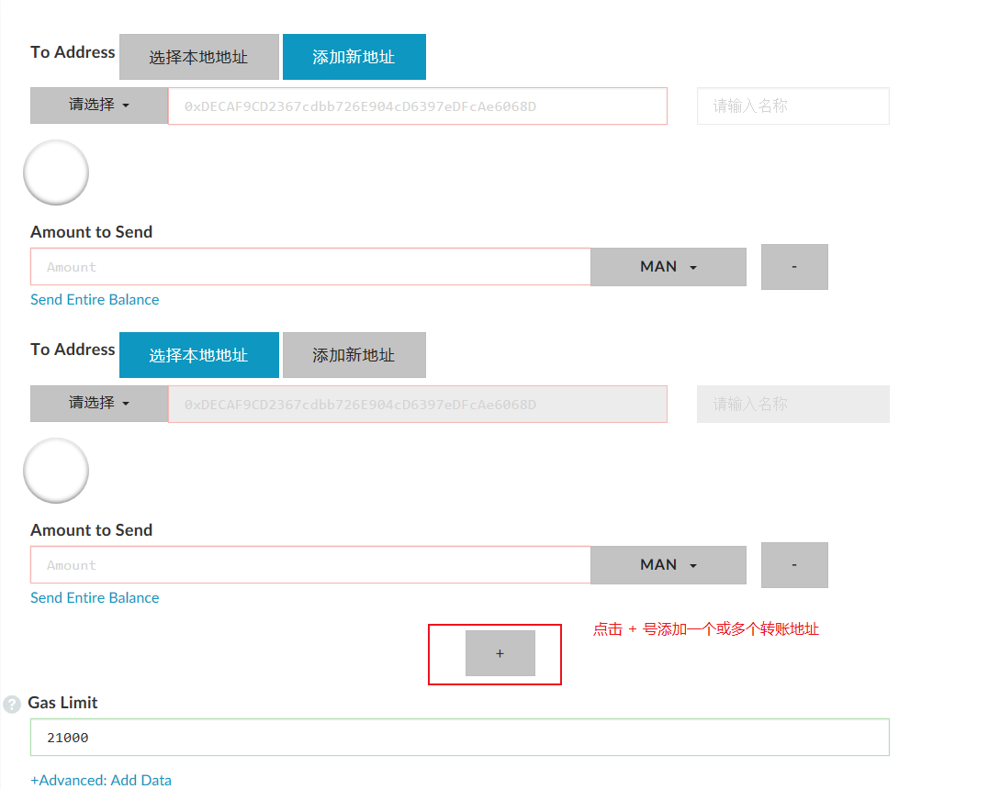 To Address 选择本地地址 添加新地址
请选择 0xDECAF9CD2367cdbb726E904cD6397eDFcAe6068D 请输入名称
Amount to Send
Amount MAN -
Send Entire Balance
To Address 选择本地地址 添加新地址
请选择 0xDECAF9CD2367cdbb726E904cD6397eDFcAe6068D 请输入名称
Amount to Send
Amount MAN -
Send Entire Balance
+ 点击 + 号添加一个或多个转账地址
? Gas Limit
21000
+Advanced: Add Data